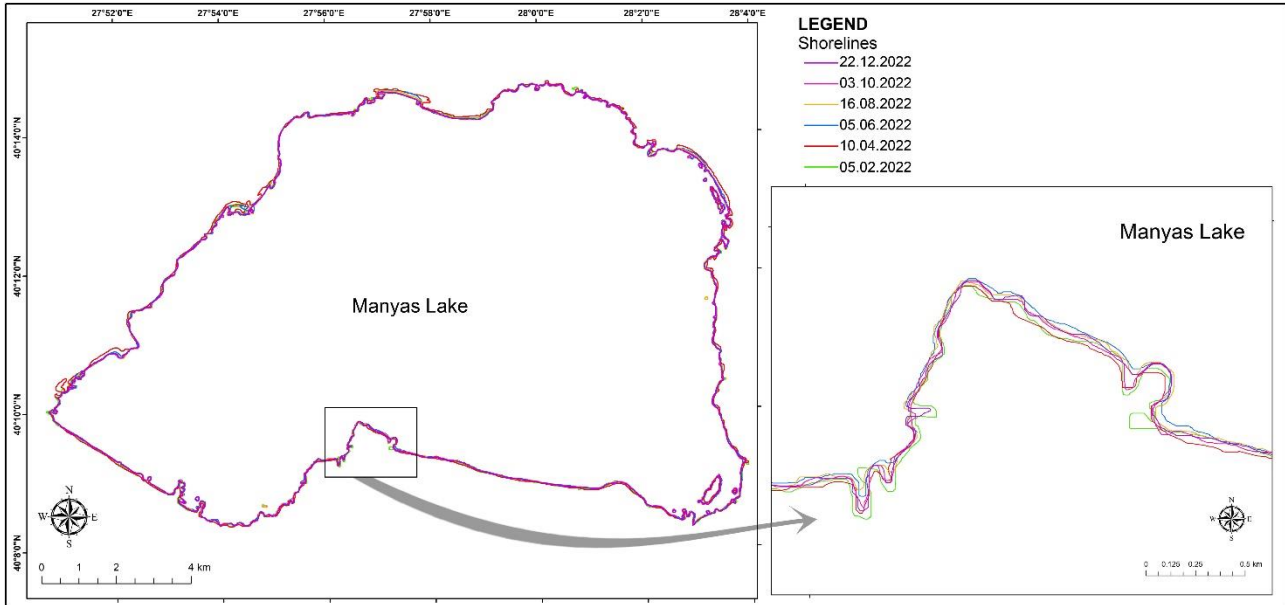 27°52'0"E 27°54'0"E 27°56'0"E 27°58'0"E 28°0'0"E 28°2'0"E 28°4'0"E
LEGEND
Shorelines
22.12.2022
03.10.2022
16.08.2022
05.06.2022
10.04.2022
05.02.2022
40°14'0"N
40°12'0"N
40°10'0"N
40°8'0"N
Manyas Lake
Manyas Lake
N
W E
S
0 1 2 4 km
N
W E
S
0 0.125 0.25 0.5 km